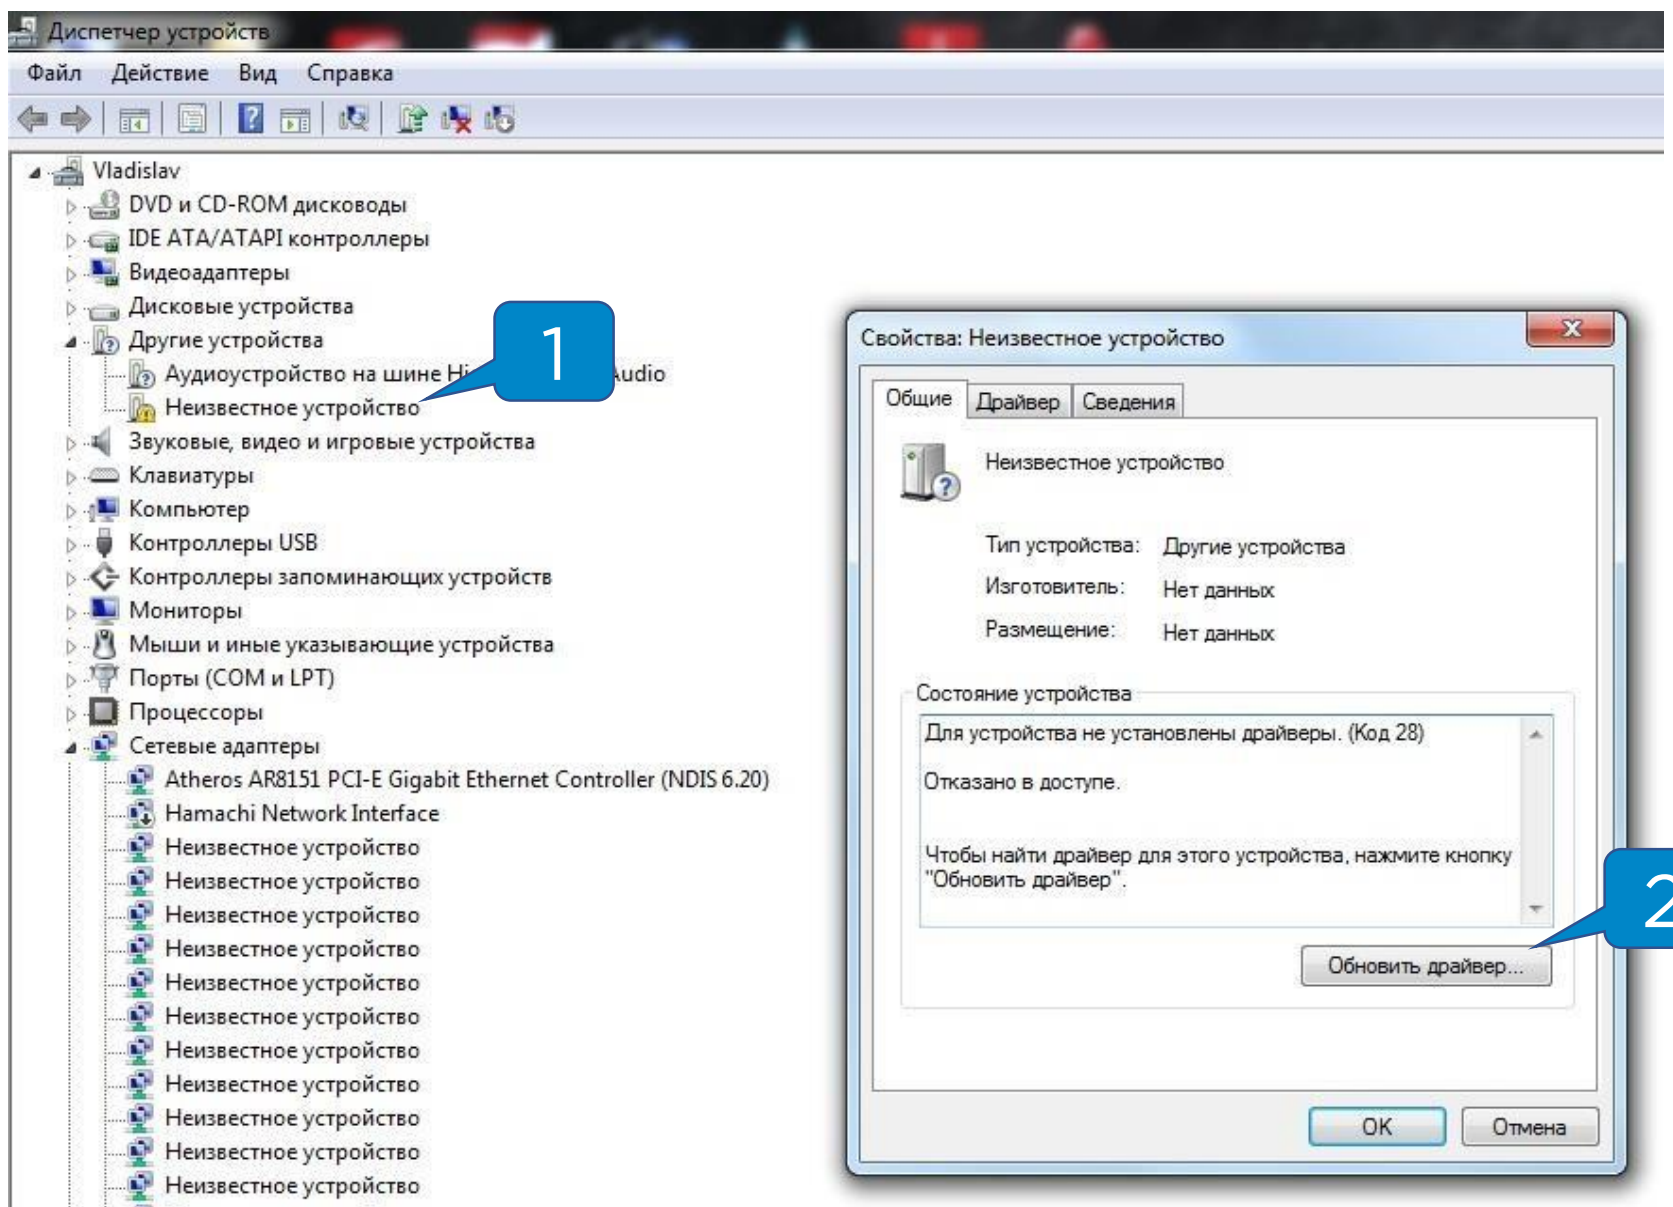 Диспетчер устройств
Файл Действие Вид Справка
Vladislav
DVD и CD-ROM дисководы
IDE ATA/ATAPI контроллеры
Видеоадаптеры
Дисковые устройства
Другие устройства
Аудиоустройство на шине
1
Неизвестное устройство
Звуковые, видео и игровые устройства
Клавиатуры
Компьютер
Контроллеры USB
Контроллеры запоминающих устройств
Мониторы
Мыши и иные указывающие устройства
Порты (COM и LPT)
Процессоры
Сетевые адаптеры
Atheros AR8151 PCI-E Gigabit Ethernet Controller (NDIS 6.20)
Hamachi Network Interface
Неизвестное устройство
Неизвестное устройство
Неизвестное устройство
Неизвестное устройство
Неизвестное устройство
Неизвестное устройство
Неизвестное устройство
Неизвестное устройство
Неизвестное устройство
Неизвестное устройство
Неизвестное устройство
Свойства: Неизвестное устройство
Общие Драйвер Сведения
Неизвестное устройство
Тип устройства: Другие устройства
Изготовитель: Нет данных
Размещение: Нет данных
Состояние устройства
Для устройства не установлены драйверы. (Код 28)
Отказано в доступе.
Чтобы найти драйвер для этого устройства, нажмите кнопку
"Обновить драйвер".
2
Обновить драйвер...
OK Отмена